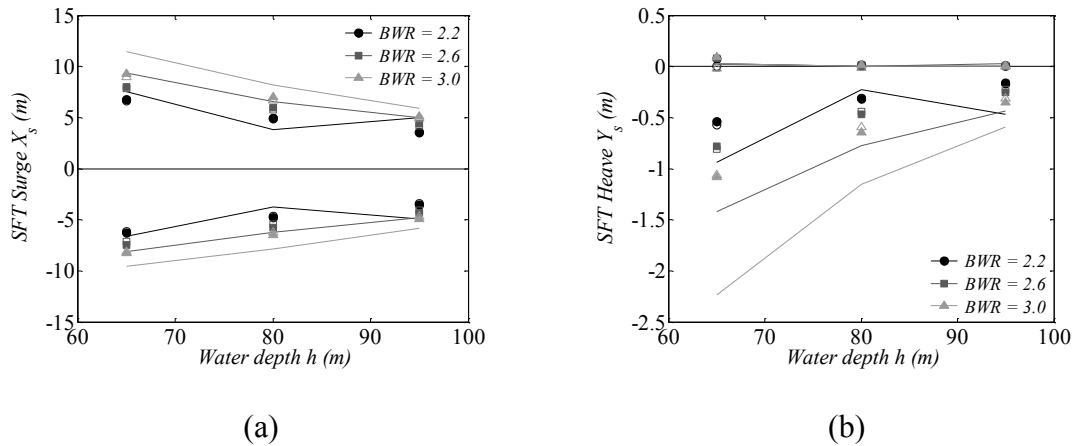 SFT Surge X_s (m)
15
10
5
0
-5
-10
-15
60
70
80
90
100
Water depth h (m)
BWR = 2.2
BWR = 2.6
BWR = 3.0
(a)
SFT Heave Y_s (m)
0.5
0
-0.5
-1
-1.5
-2
-2.5
60
70
80
90
100
Water depth h (m)
BWR = 2.2
BWR = 2.6
BWR = 3.0
(b)